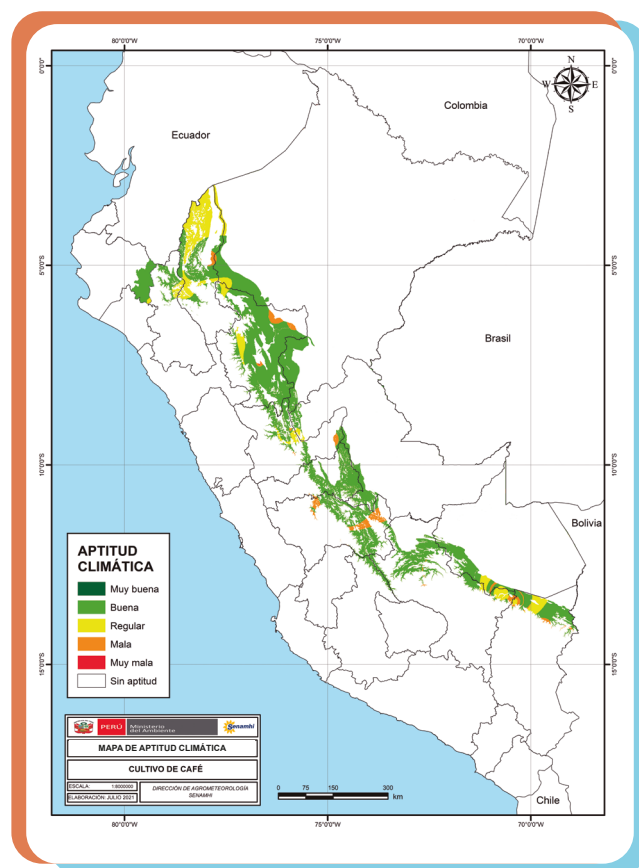 80°0'0"O 75°0'0"O 70°0'0"O
0°0'0" 0°0'0"
N
W E
S
Colombia
Ecuador
5°0'0"S 5°0'0"S
Brasil
10°0'0"S 10°0'0"S
Bolivia
APTITUD
CLIMÁTICA
Muy buena
Buena
Regular
Mala
Muy mala
Sin aptitud
15°0'0"S 15°0'0"S
PERÚ Ministerio
del Ambiente
Senamhi
MAPA DE APTITUD CLIMÁTICA
CULTIVO DE CAFÉ
ESCALA: 1:8000000
ELABORACIÓN: JULIO 2021
DIRECCIÓN DE AGROMETEOROLOGÍA
SENAMHI
0 75 150 300
km
Chile
80°0'0"O 75°0'0"O 70°0'0"O